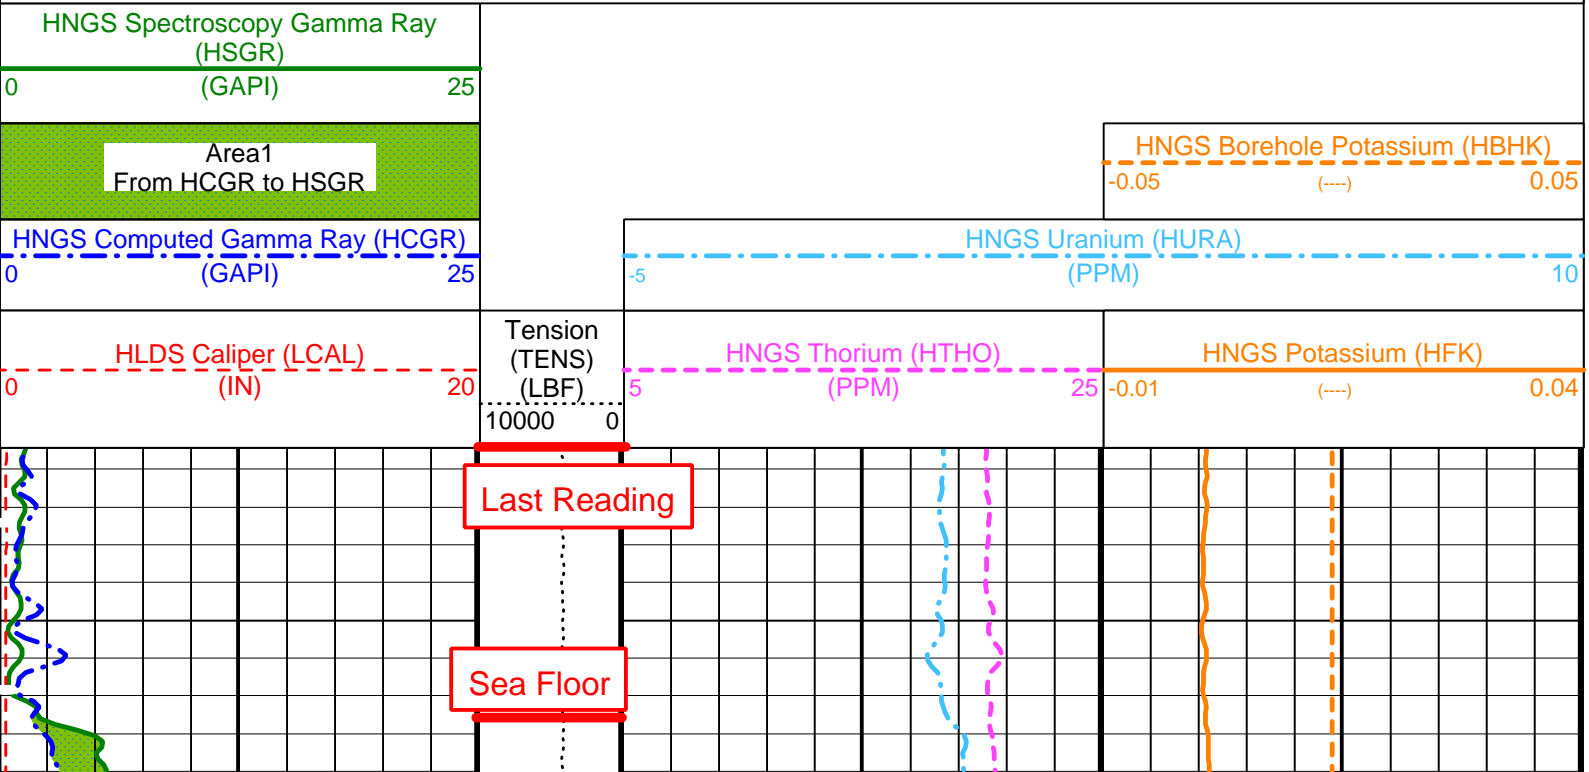 HNGS Spectroscopy Gamma Ray
(HSGR)
0 (GAPI) 25
Area1
From HCGR to HSGR
HNGS Borehole Potassium (HBHK)
-0.05 (----) 0.05
HNGS Computed Gamma Ray (HCGR)
0 (GAPI) 25
HNGS Uranium (HURA)
-5 (PPM) 10
HLDS Caliper (LCAL)
0 (IN) 20
Tension
(TENS)
(LBF)
10000 0
HNGS Thorium (HTHO)
5 (PPM) 25
HNGS Potassium (HFK)
-0.01 (----) 0.04
Last Reading
Sea Floor